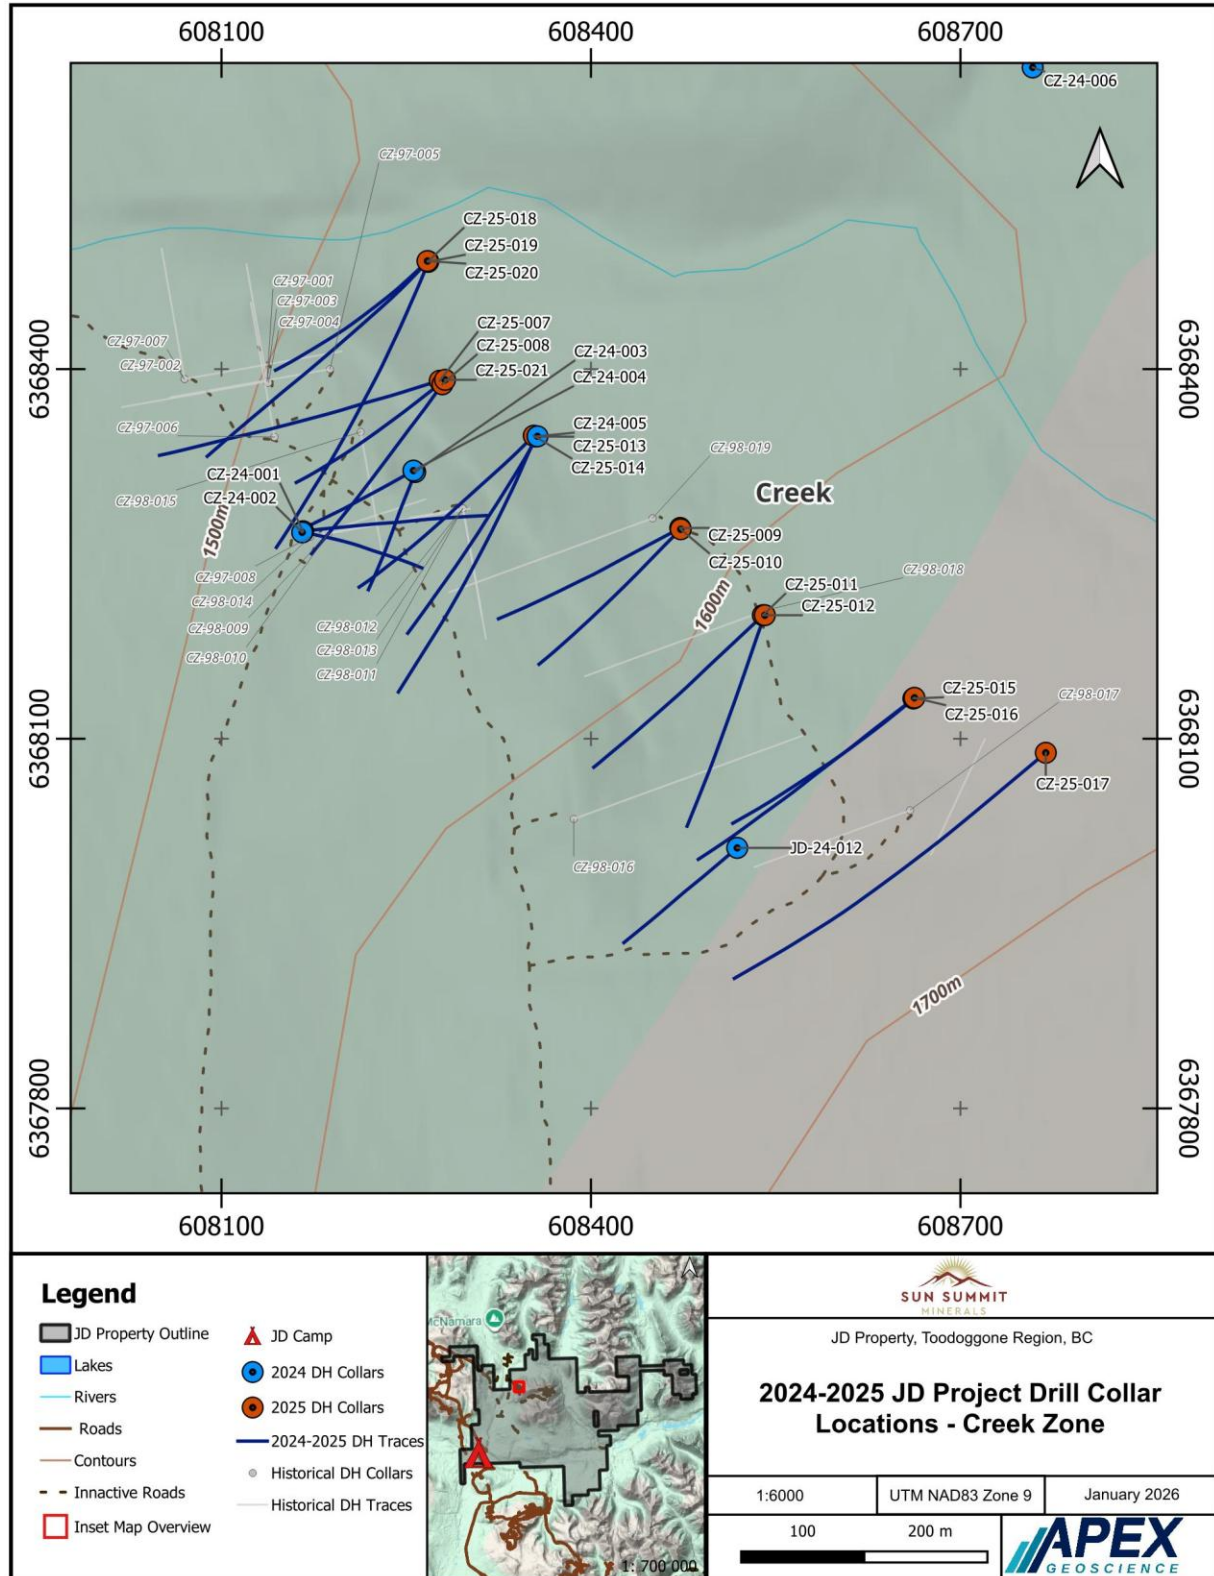 608100
608400
608700
CZ-24-006
CZ-97-005
CZ-25-018
CZ-25-019
CZ-25-020
CZ-97-001
CZ-97-003
CZ-97-004
CZ-97-007
CZ-97-002
CZ-25-007
CZ-25-008
CZ-25-021
CZ-24-003
CZ-24-004
6368400
6368400
CZ-97-006
CZ-24-005
CZ-25-013
CZ-25-014
CZ-98-019
CZ-24-001
CZ-24-002
CZ-98-015
Creek
1500m
CZ-25-009
CZ-25-010
CZ-97-008
CZ-98-014
CZ-98-009
CZ-98-010
CZ-98-012
CZ-98-013
CZ-98-011
1600m
CZ-25-011
CZ-25-012
CZ-98-018
CZ-25-015
CZ-25-016
CZ-98-017
6368100
6368100
CZ-25-017
JD-24-012
CZ-98-016
1700m
6367800
6367800
608100
608400
608700
Legend
JD Property Outline
Lakes
Rivers
Roads
Contours
Innactive Roads
Inset Map Overview
JD Camp
2024 DH Collars
2025 DH Collars
2024-2025 DH Traces
Historical DH Collars
Historical DH Traces
McNamara
1: 700 000
SUN SUMMIT
MINERALS
JD Property, Toodoggone Region, BC
2024-2025 JD Project Drill Collar
Locations - Creek Zone
1:6000
UTM NAD83 Zone 9
January 2026
100
200 m
APEX
GEOSCIENCE